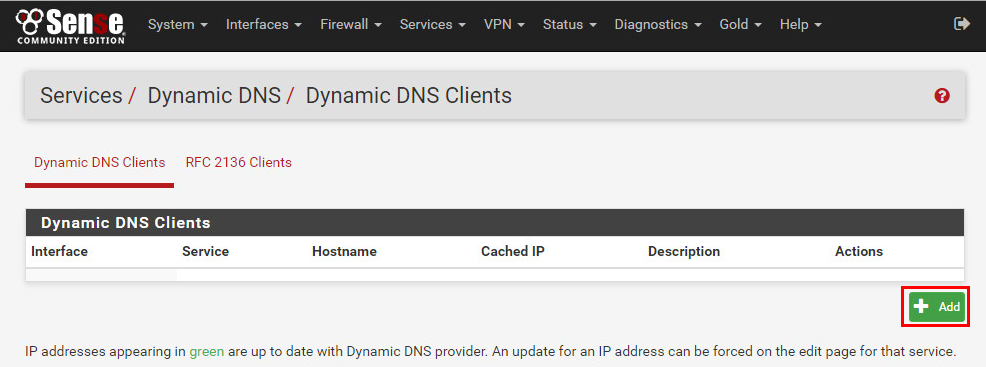 Sense
COMMUNITY EDITION
System Interfaces Firewall Services VPN Status Diagnostics Gold Help
Services / Dynamic DNS / Dynamic DNS Clients
Dynamic DNS Clients RFC 2136 Clients
Dynamic DNS Clients
Interface Service Hostname Cached IP Description Actions
Add
IP addresses appearing in green are up to date with Dynamic DNS provider. An update for an IP address can be forced on the edit page for that service.